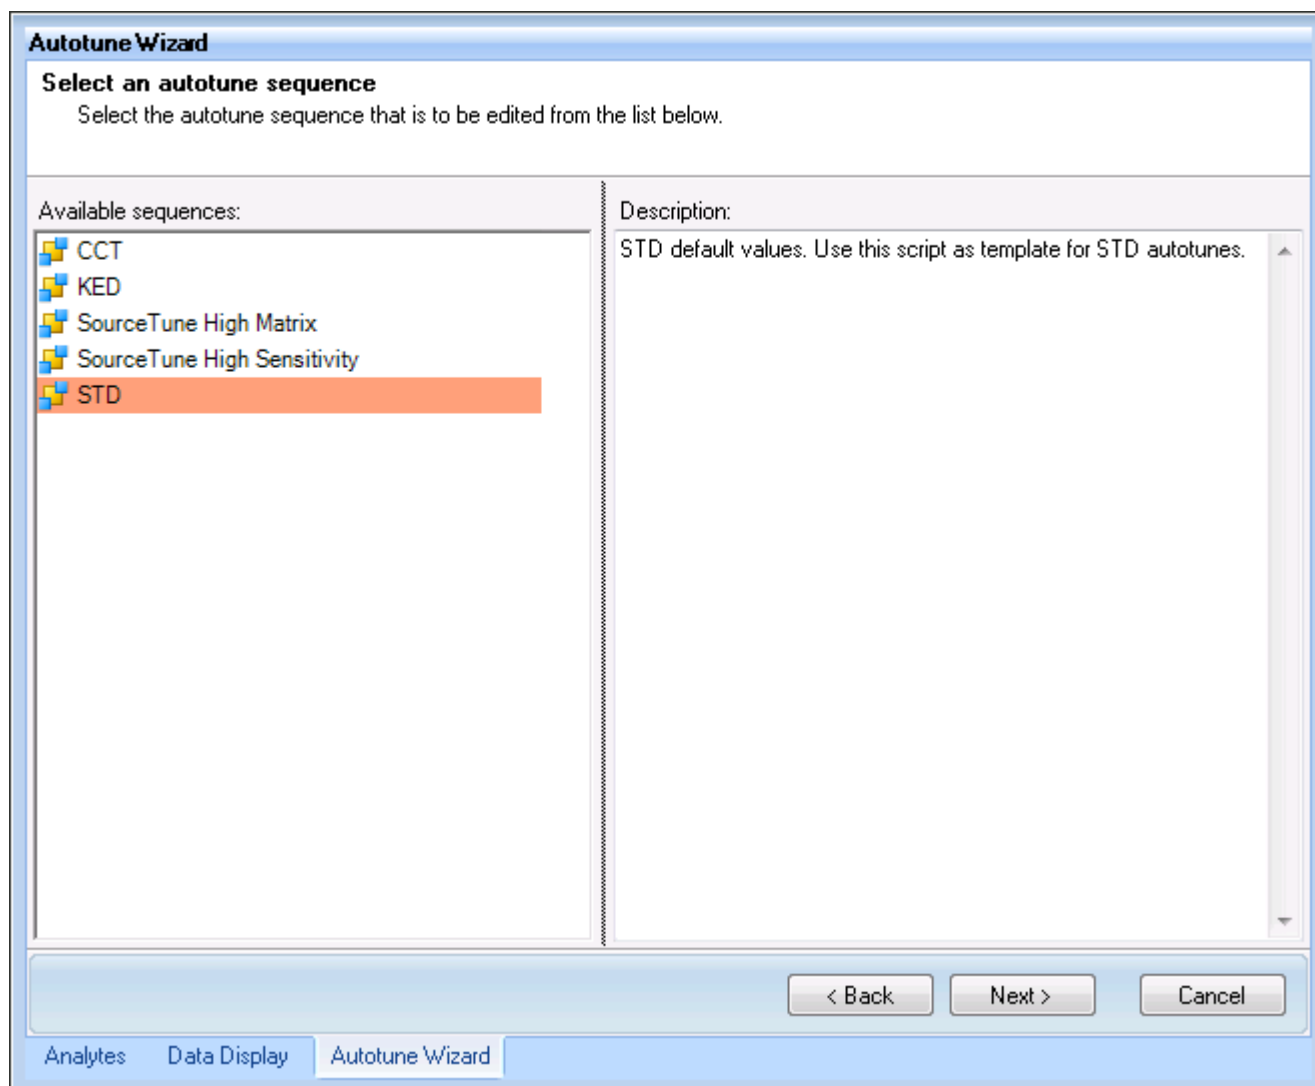 Autotune Wizard
Select an autotune sequence
Select the autotune sequence that is to be edited from the list below.
Available sequences:
CCT
KED
SourceTune High Matrix
SourceTune High Sensitivity
STD
Description:
STD default values. Use this script as template for STD autotunes.
< Back
Next >
Cancel
Analytes
Data Display
Autotune Wizard